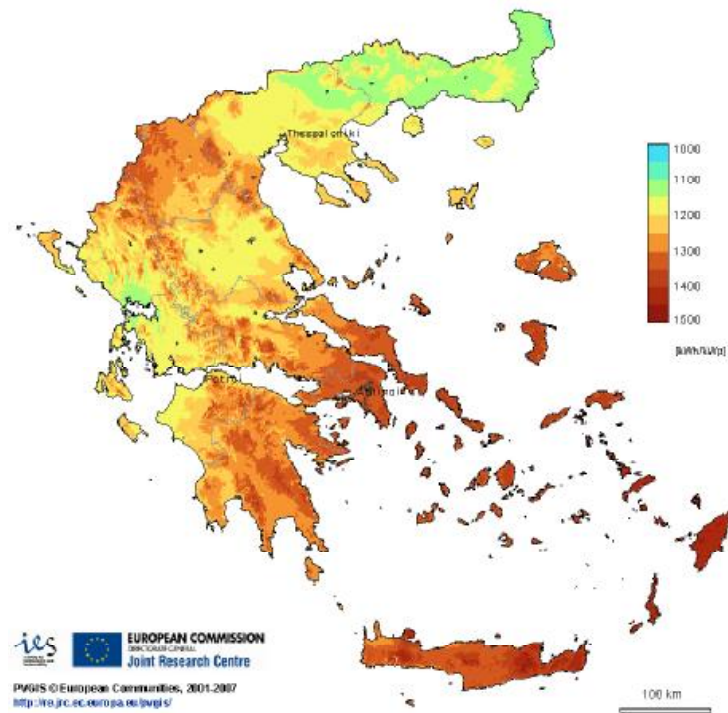 Thessaloniki
1000
1100
1200
1300
1400
1500
[kWh/kWp]
EUROPEAN COMMISSION
DIRECTORATE GENERAL
Joint Research Centre
PVGIS © European Communities, 2001-2007
http://re.jrc.ec.europa.eu/pvgis/
100 km